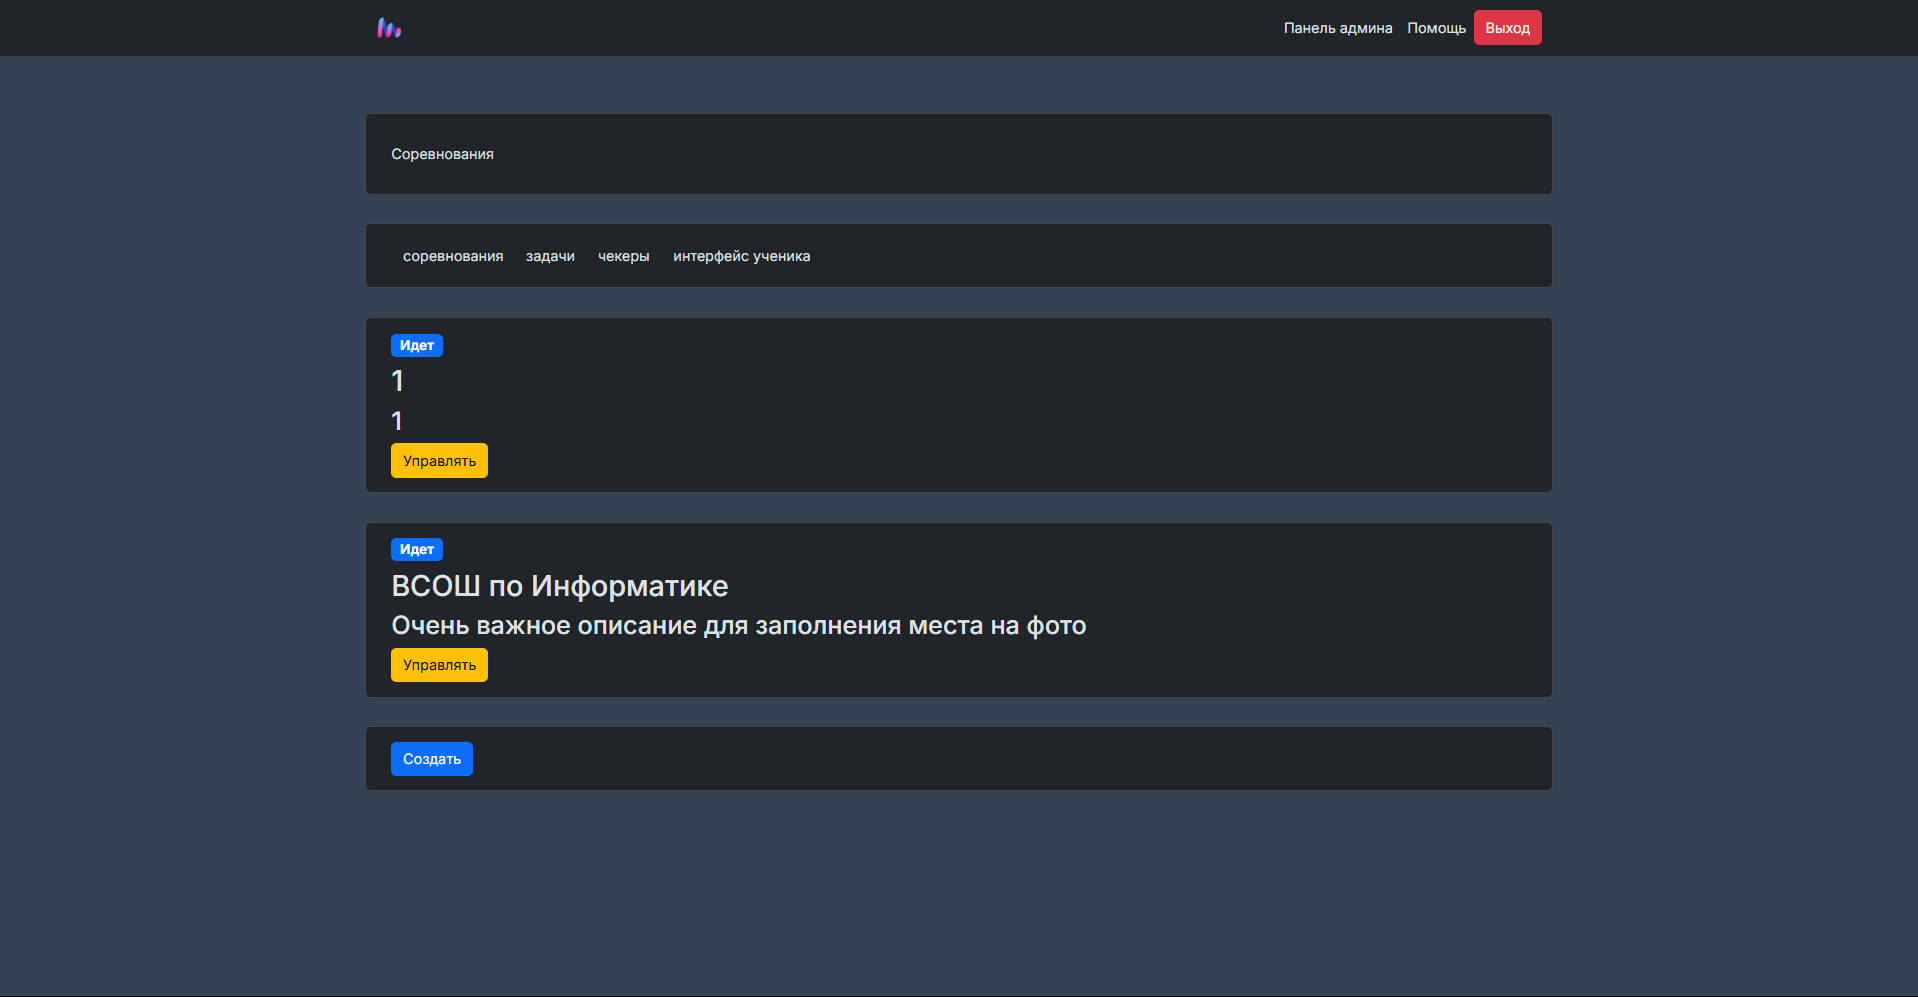 Панель админа Помощь Выход
Соревнования
соревнования задачи чекеры интерфейс ученика
Идет
1
1
Управлять
Идет
ВСОШ по Информатике
Очень важное описание для заполнения места на фото
Управлять
Создать